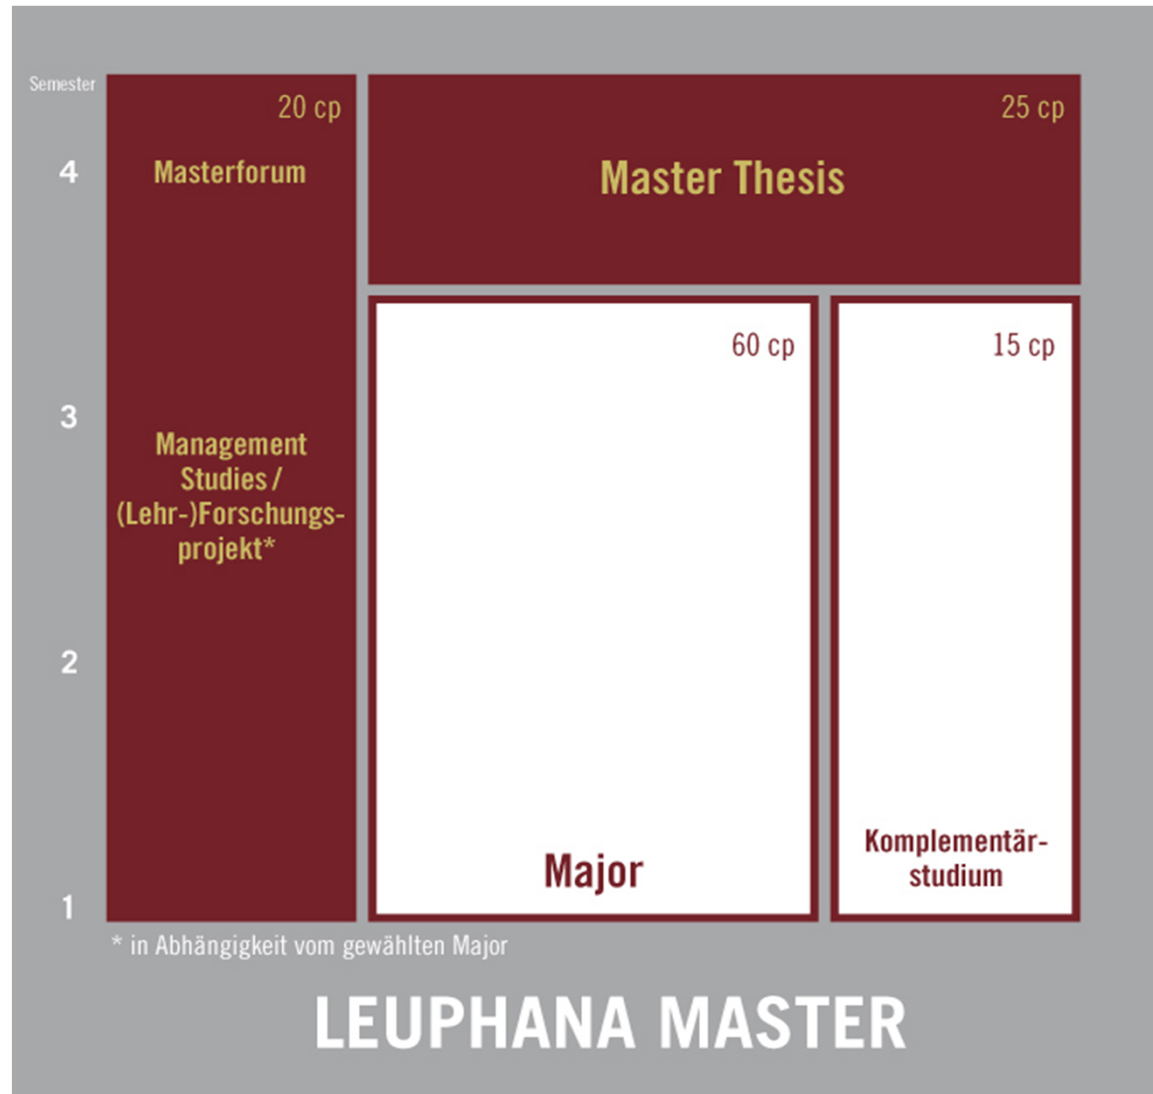 Semester
20 cp
25 cp
4
Masterforum
Master Thesis
60 cp
15 cp
3
Management
Studies /
(Lehr-)Forschungs-
projekt*
2
Komplementär-
studium
Major
1
* in Abhängigkeit vom gewählten Major
LEUPHANA MASTER